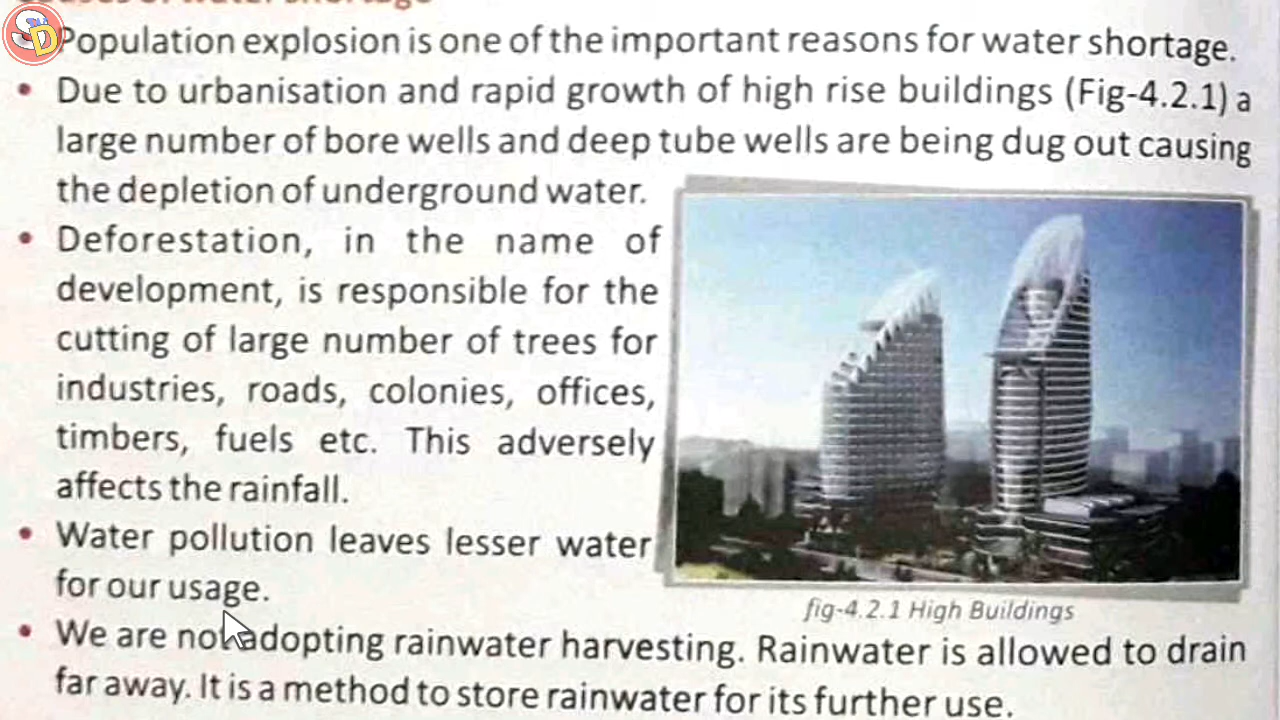 Causes of water shortage
SD
Population explosion is one of the important reasons for water shortage.
• Due to urbanisation and rapid growth of high rise buildings (Fig-4.2.1) a
large number of bore wells and deep tube wells are being dug out causing
the depletion of underground water.
• Deforestation, in the name of
development, is responsible for the
cutting of large number of trees for
industries, roads, colonies, offices,
timbers, fuels etc. This adversely
affects the rainfall.
• Water pollution leaves lesser water
for our usage.
fig-4.2.1 High Buildings
• We are not adopting rainwater harvesting. Rainwater is allowed to drain
far away. It is a method to store rainwater for its further use.